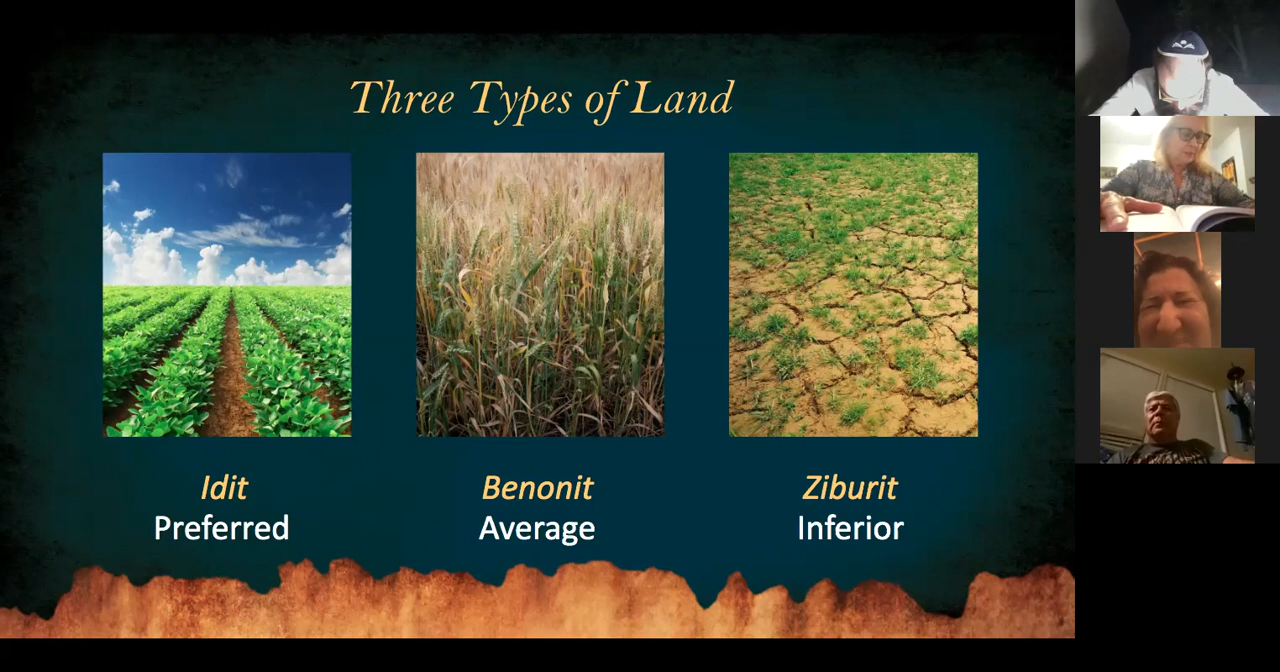 Three Types of Land
Idit
Preferred
Benonit
Average
Ziburit
Inferior